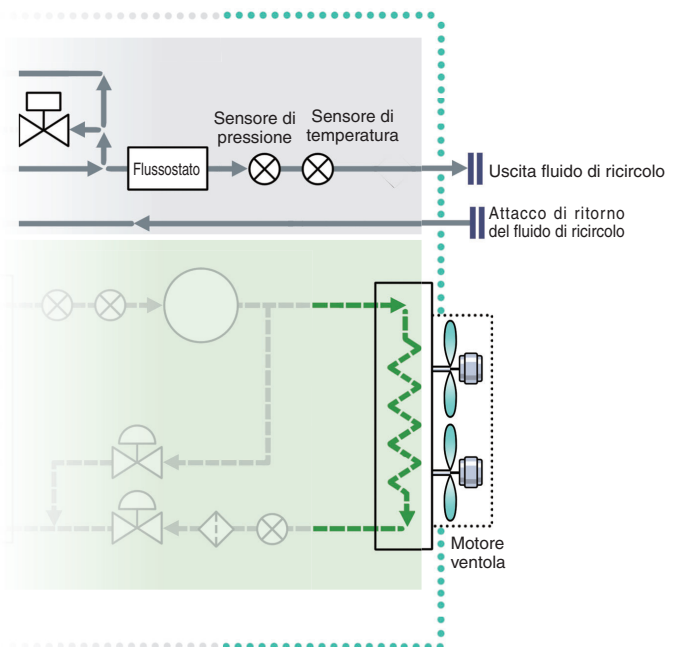 Sensore di
pressione
Sensore di
temperatura
Flussostato
Uscita fluido di ricircolo
Attacco di ritorno
del fluido di ricircolo
Motore
ventola